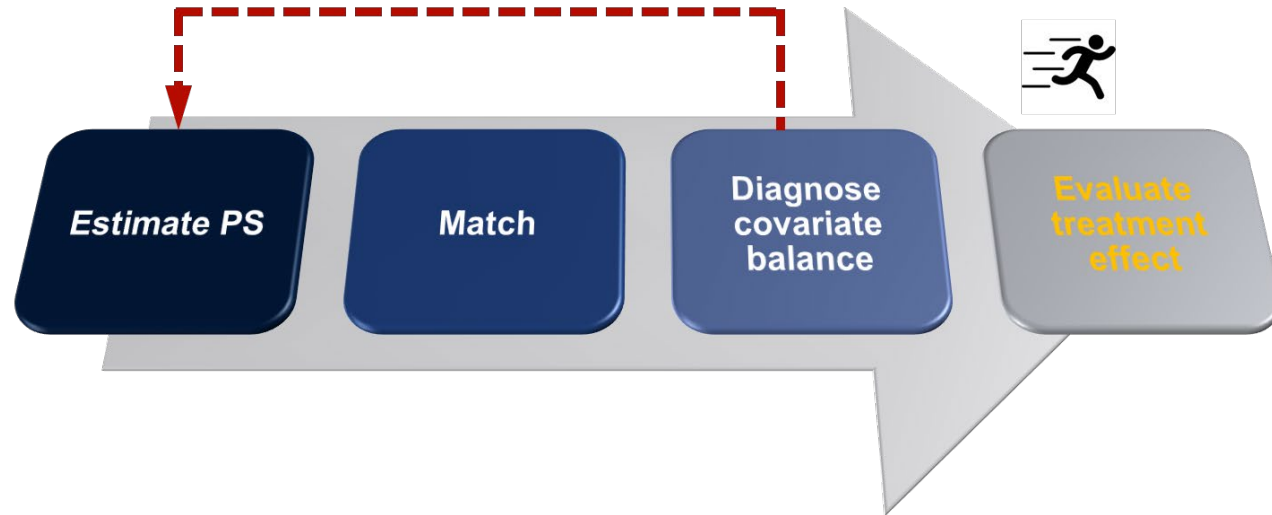 Estimate PS
Match
Diagnose
covariate
balance
Evaluate
treatment
effect